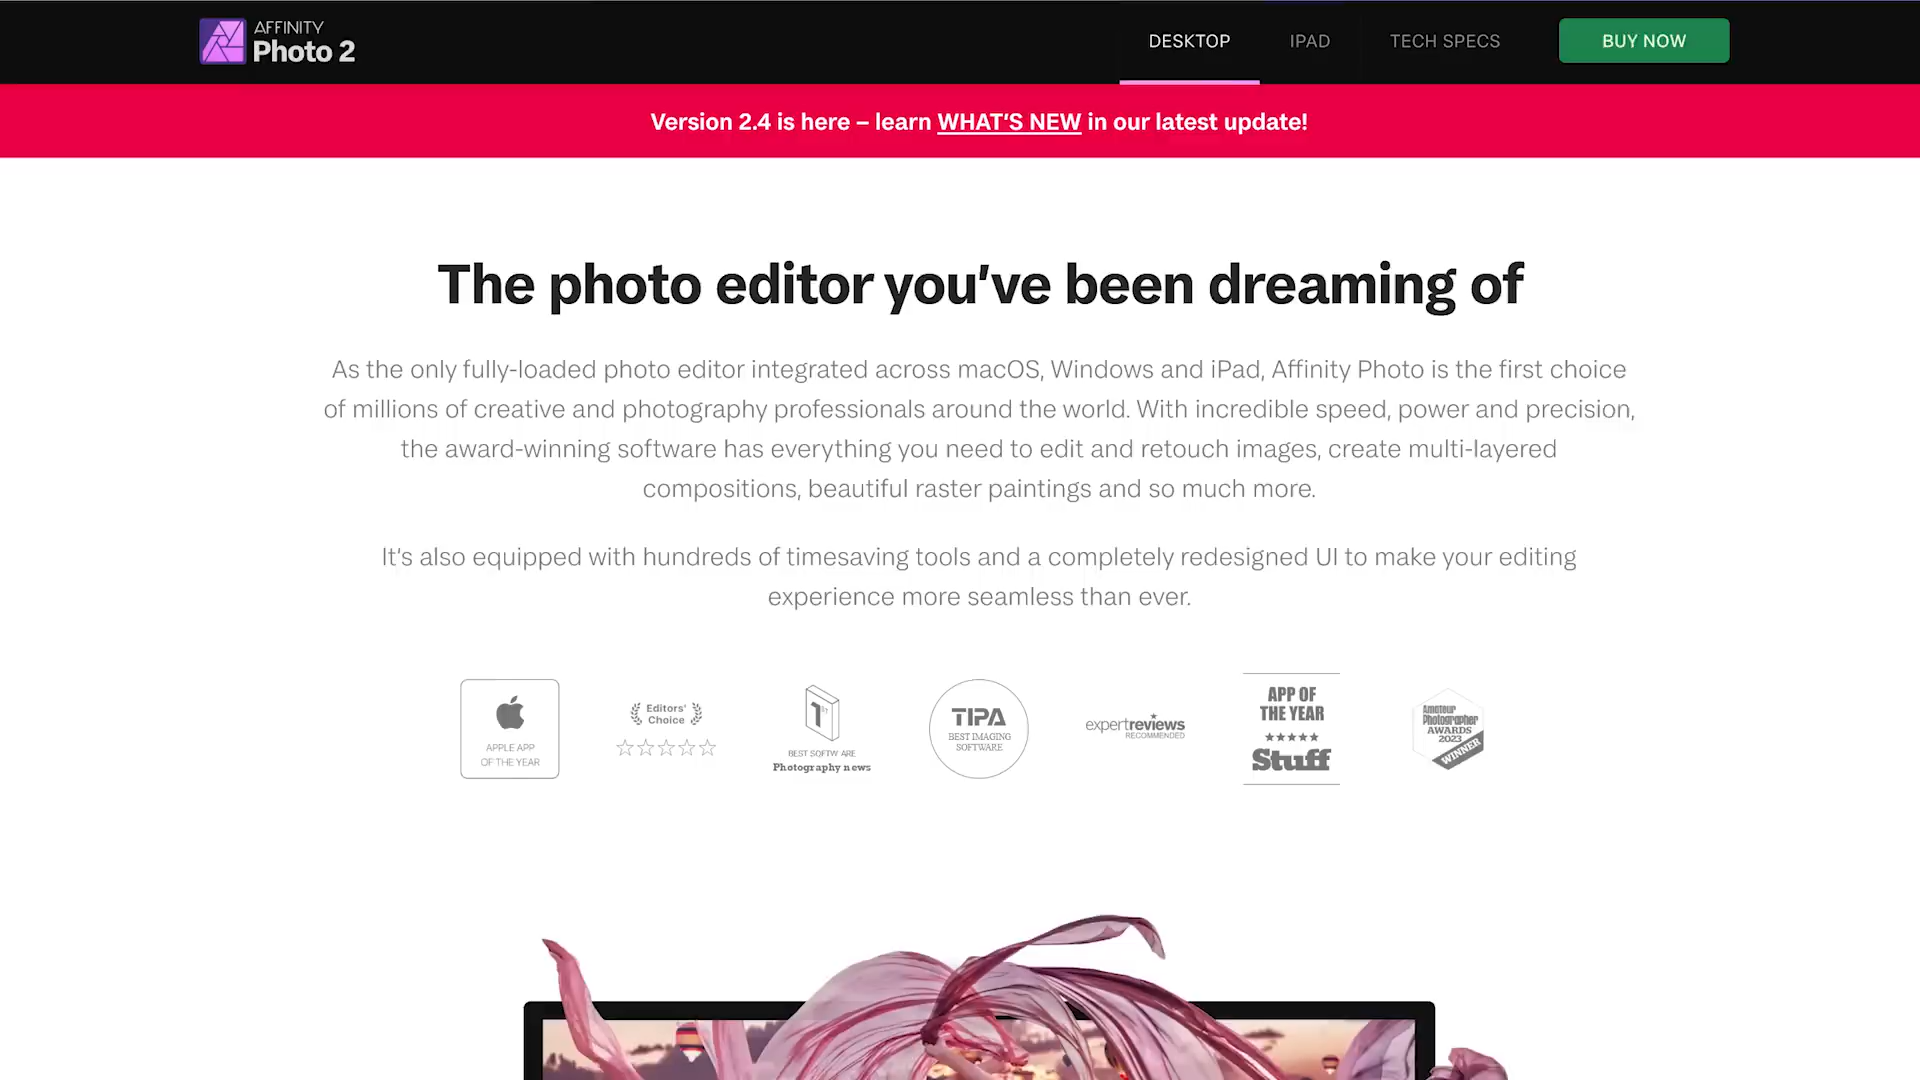 AFFINITY
Photo 2
DESKTOP
IPAD
TECH SPECS
BUY NOW
Version 2.4 is here – learn WHAT'S NEW in our latest update!
The photo editor you've been dreaming of
As the only fully-loaded photo editor integrated across macOS, Windows and iPad, Affinity Photo is the first choice
of millions of creative and photography professionals around the world. With incredible speed, power and precision,
the award-winning software has everything you need to edit and retouch images, create multi-layered
compositions, beautiful raster paintings and so much more.
It's also equipped with hundreds of timesaving tools and a completely redesigned UI to make your editing
experience more seamless than ever.
APPLE APP
OF THE YEAR
Editors'
Choice
BEST SOFTWARE
Photography news
TIPA
BEST IMAGING
SOFTWARE
expertreviews
RECOMMENDED
APP OF
THE YEAR
Stuff
Amateur
Photographer
AWARDS
2023
WINNER